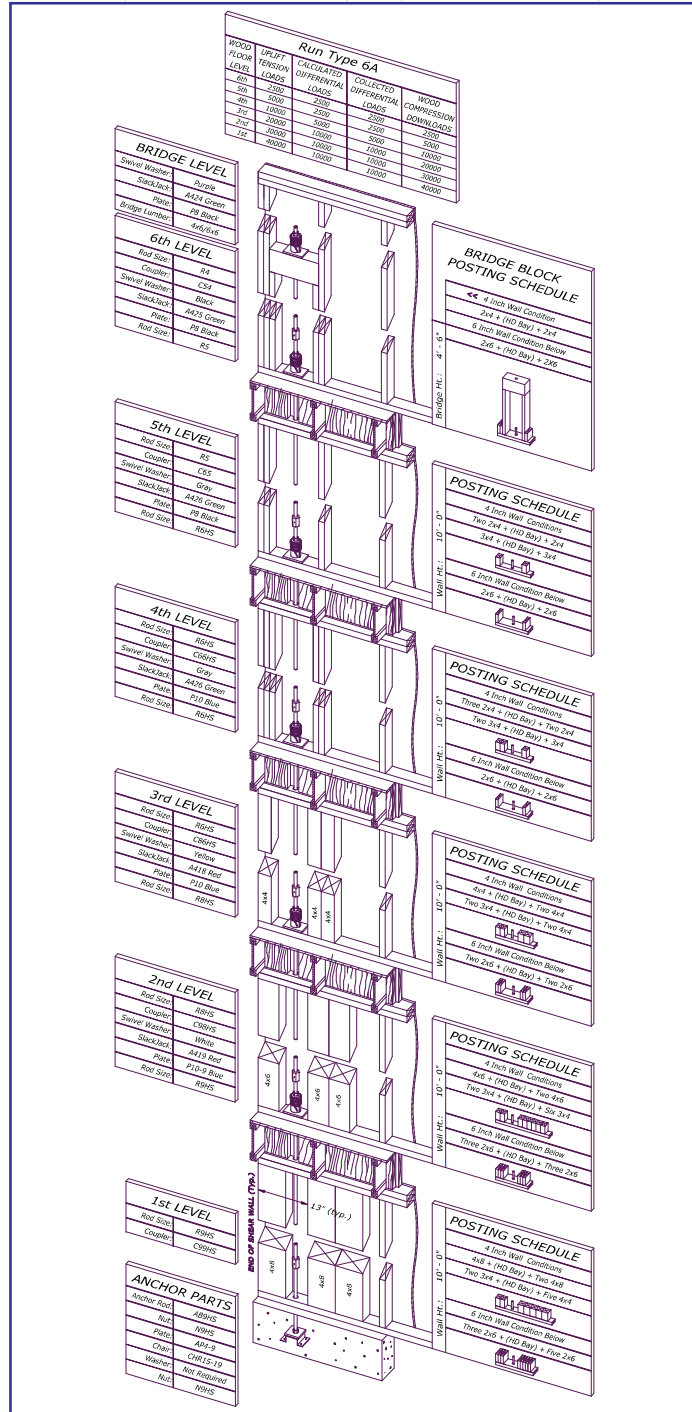 Run Type 6A
WOOD FLOOR LEVEL UPLIFT TENSION LOADS CALCULATED DIFFERENTIAL LOADS COLLECTED DIFFERENTIAL LOADS WOOD COMPRESSION DOWNLOADS
6th 2500 2500 2500 2500
5th 5000 2500 2500 5000
4th 10000 5000 5000 10000
3rd 20000 10000 10000 20000
2nd 30000 10000 10000 30000
1st 40000 10000 10000 40000
BRIDGE LEVEL
Swivel Washer: Purple
SlackJack: A424 Green
Plate: P8 Black
Bridge Lumber: 4x6/6x6
6th LEVEL
Rod Size: R4
Coupler: C54
Swivel Washer: Black
SlackJack: A425 Green
Plate: P8 Black
Rod Size: R5
BRIDGE BLOCK
POSTING SCHEDULE
<< 4 Inch Wall Condition
2x4 + (HD Bay) + 2x4
6 Inch Wall Condition Below
2x6 + (HD Bay) + 2X6
Bridge Ht.: 4' - 6"
5th LEVEL
Rod Size: R5
Coupler: C65
Swivel Washer: Gray
SlackJack: A426 Green
Plate: P8 Black
Rod Size: R6HS
POSTING SCHEDULE
4 Inch Wall Conditions
Two 2x4 + (HD Bay) + 2x4
3x4 + (HD Bay) + 3x4
6 Inch Wall Condition Below
2x6 + (HD Bay) + 2x6
Wall Ht.: 10' - 0"
4th LEVEL
Rod Size: R6HS
Coupler: C66HS
Swivel Washer: Gray
SlackJack: A426 Green
Plate: P10 Blue
Rod Size: R6HS
POSTING SCHEDULE
4 Inch Wall Conditions
Three 2x4 + (HD Bay) + Two 2x4
Two 3x4 + (HD Bay) + 3x4
6 Inch Wall Condition Below
2x6 + (HD Bay) + 2x6
Wall Ht.: 10' - 0"
3rd LEVEL
Rod Size: R6HS
Coupler: C86HS
Swivel Washer: Yellow
SlackJack: A418 Red
Plate: P10 Blue
Rod Size: R8HS
4x4
4x4
4x4
POSTING SCHEDULE
4 Inch Wall Conditions
4x4 + (HD Bay) + Two 4x4
Two 3x4 + (HD Bay) + Two 4x4
6 Inch Wall Condition Below
Two 2x6 + (HD Bay) + Two 2x6
Wall Ht.: 10' - 0"
2nd LEVEL
Rod Size: R8HS
Coupler: C98HS
Swivel Washer: White
SlackJack: A419 Red
Plate: P10-9 Blue
Rod Size: R9HS
4x6
4x6
4x6
POSTING SCHEDULE
4 Inch Wall Conditions
4x6 + (HD Bay) + Two 4x6
Two 3x4 + (HD Bay) + Six 3x4
6 Inch Wall Condition Below
Three 2x6 + (HD Bay) + Three 2x6
Wall Ht.: 10' - 0"
1st LEVEL
Rod Size: R9HS
Coupler: C99HS
END OF SHEAR WALL (Typ.)
13" (typ.)
4x8
4x8
4x8
POSTING SCHEDULE
4 Inch Wall Conditions
4x8 + (HD Bay) + Two 4x8
Two 3x4 + (HD Bay) + Five 4x4
6 Inch Wall Condition Below
Three 2x6 + (HD Bay) + Five 2x6
Wall Ht.: 10' - 0"
ANCHOR PARTS
Anchor Rod: AB9HS
Nut: N9HS
Plate: AP4-9
Chair: CHR15-19
Washer: Not Required
Nut: N9HS